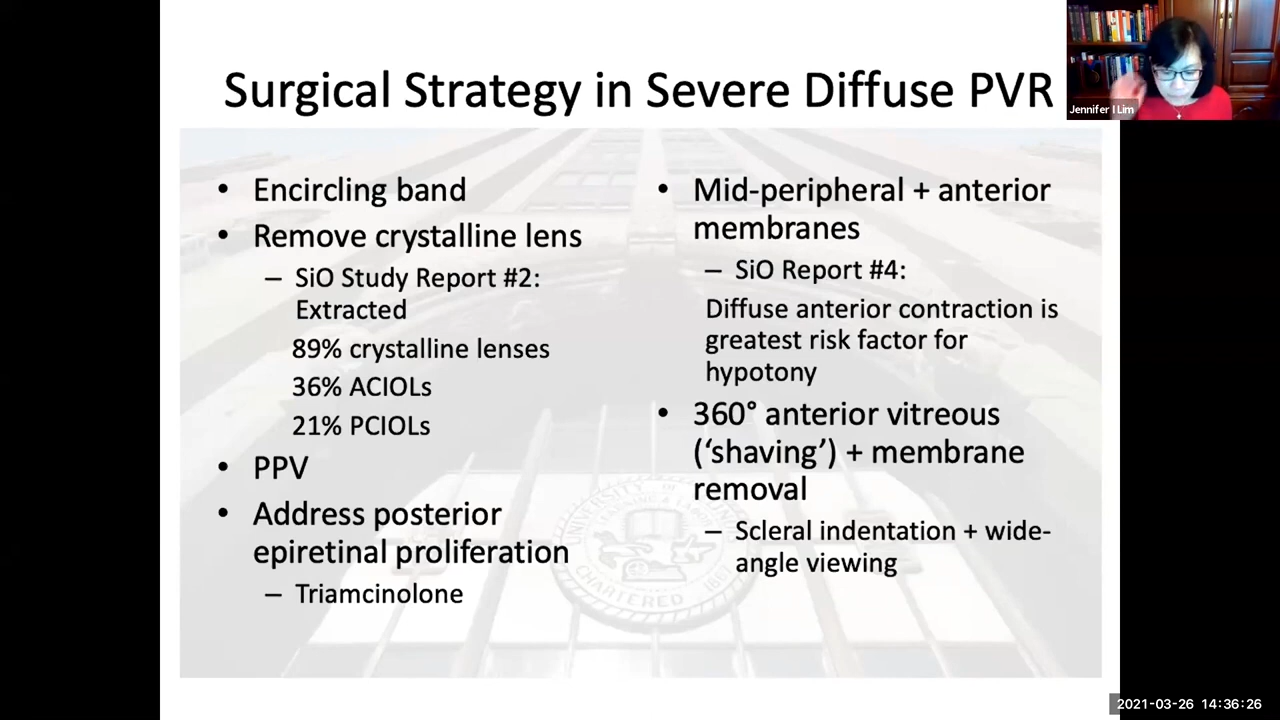 Surgical Strategy in Severe Diffuse PVR
• Encircling band
• Remove crystalline lens
– SiO Study Report #2:
Extracted
89% crystalline lenses
36% ACIOLs
21% PCIOLs
• PPV
• Address posterior
epiretinal proliferation
– Triamcinolone
• Mid-peripheral + anterior
membranes
– SiO Report #4:
Diffuse anterior contraction is
greatest risk factor for
hypotony
• 360° anterior vitreous
(‘shaving’) + membrane
removal
– Scleral indentation + wide-
angle viewing
Jennifer I Lim
UNIVERSITY OF
CHARTERED
2021-03-26 14:36:26